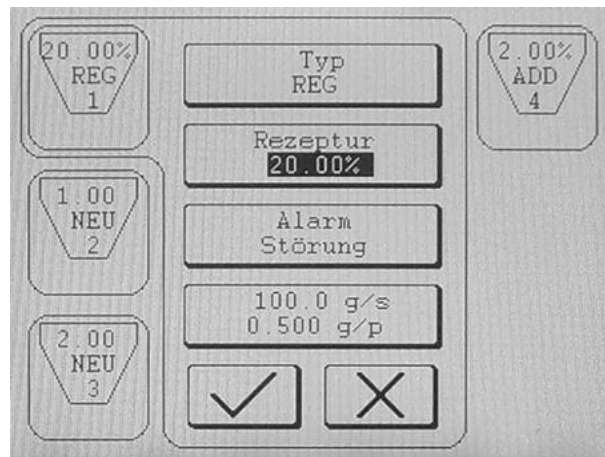 20.00%
REG
1
1.00
NEU
2
2.00
NEU
3
Typ
REG
Rezeptur
20.00%
Alarm
Störung
100.0 g/s
0.500 g/p
2.00%
ADD
4